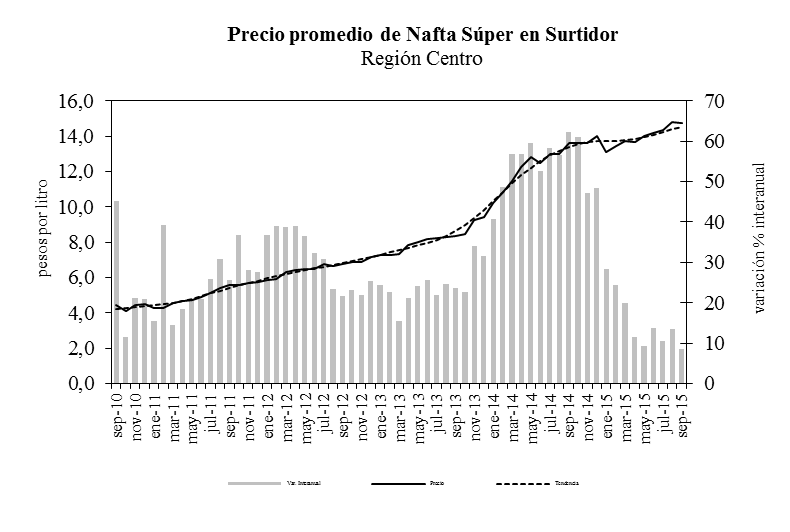 Precio promedio de Nafta Súper en Surtidor
Región Centro
pesos por litro
16,0
14,0
12,0
10,0
8,0
6,0
4,0
2,0
0,0
70
60
50
40
30
20
10
0
variación % interanual
sep-10
nov-10
ene-11
mar-11
may-11
jul-11
sep-11
nov-11
ene-12
mar-12
may-12
jul-12
sep-12
nov-12
ene-13
mar-13
may-13
jul-13
sep-13
nov-13
ene-14
mar-14
may-14
jul-14
sep-14
nov-14
ene-15
mar-15
may-15
jul-15
sep-15
Var. Interanual
Precio
Tendencia